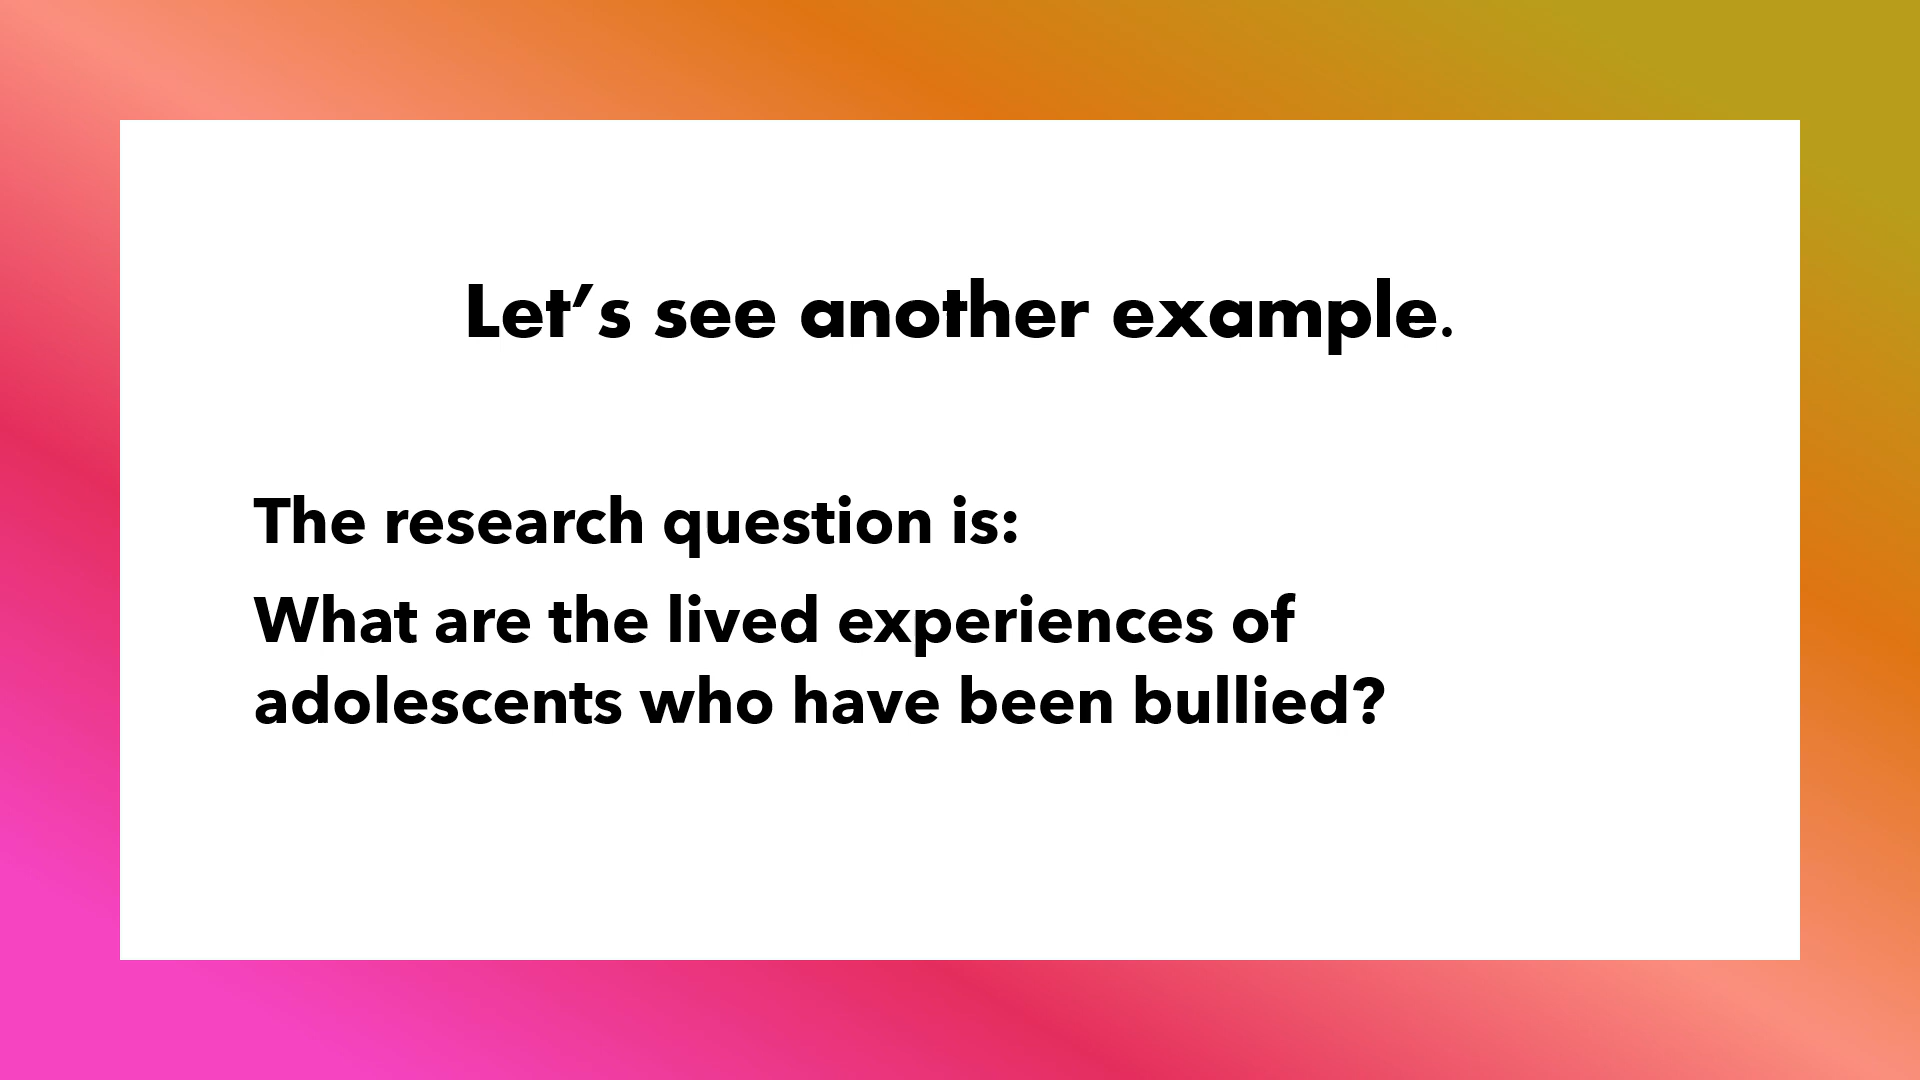 Let’s see another example.
The research question is:
What are the lived experiences of
adolescents who have been bullied?